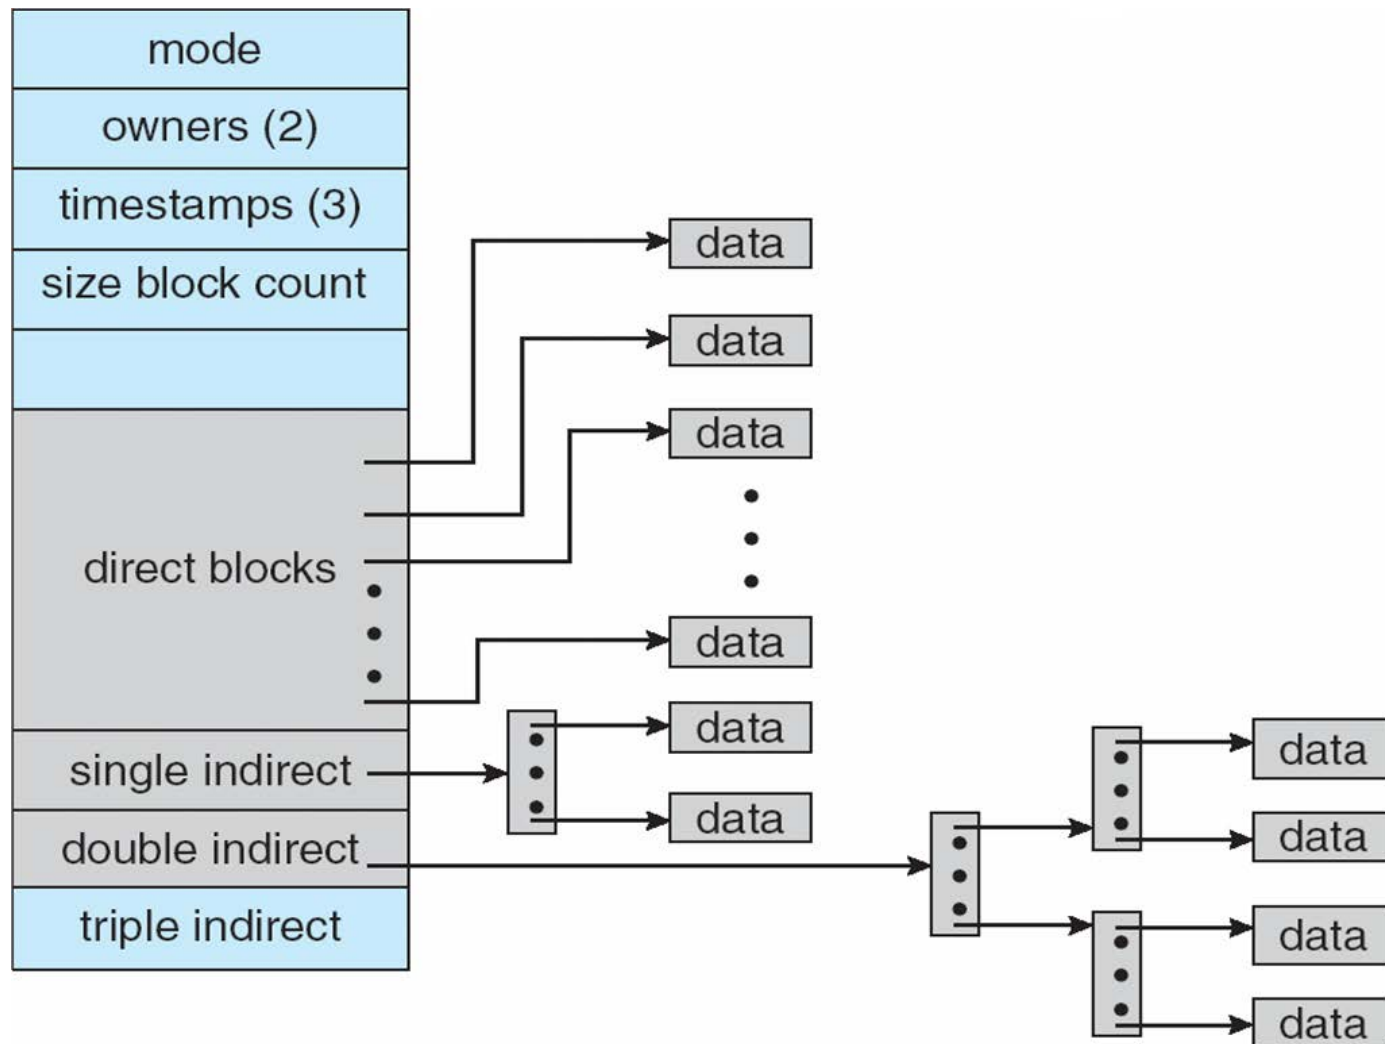 mode
owners (2)
timestamps (3)
size block count
data
data
data
direct blocks
data
data
single indirect
data
data
double indirect
data
triple indirect
data
data